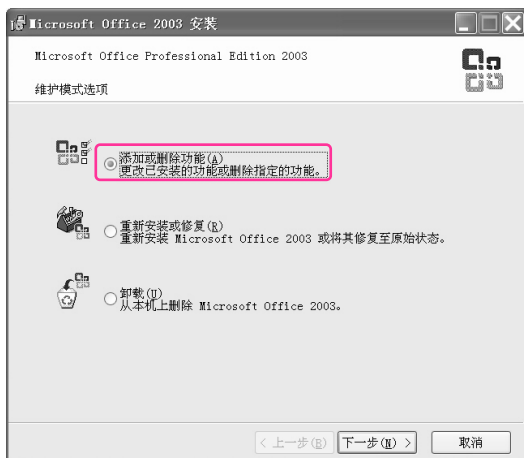 Microsoft Office 2003 安装
Microsoft Office Professional Edition 2003
维护模式选项
添加或删除功能(A)
更改已安装的功能或删除指定的功能。
重新安装或修复(R)
重新安装 Microsoft Office 2003 或将其修复至原始状态。
卸载(U)
从本机上删除 Microsoft Office 2003。
< 上一步(B) 下一步(N) > 取消